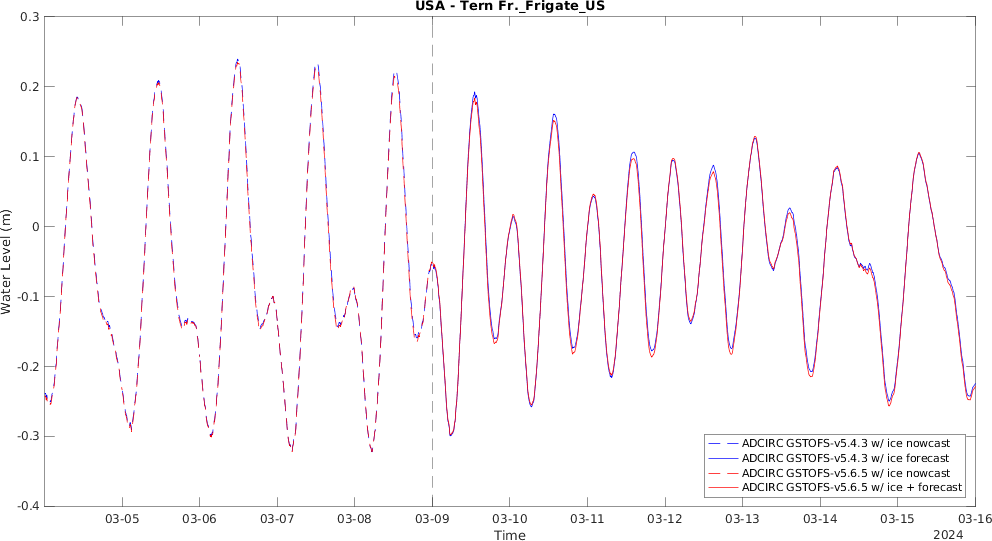 USA - Tern Fr._Frigate_US
0.3
0.2
0.1
0
-0.1
-0.2
-0.3
-0.4
Water Level (m)
ADCIRC GSTOFS-v5.4.3 w/ ice nowcast
ADCIRC GSTOFS-v5.4.3 w/ ice forecast
ADCIRC GSTOFS-v5.6.5 w/ ice nowcast
ADCIRC GSTOFS-v5.6.5 w/ ice + forecast
03-05 03-06 03-07 03-08 03-09 03-10 03-11 03-12 03-13 03-14 03-15 03-16
Time
2024